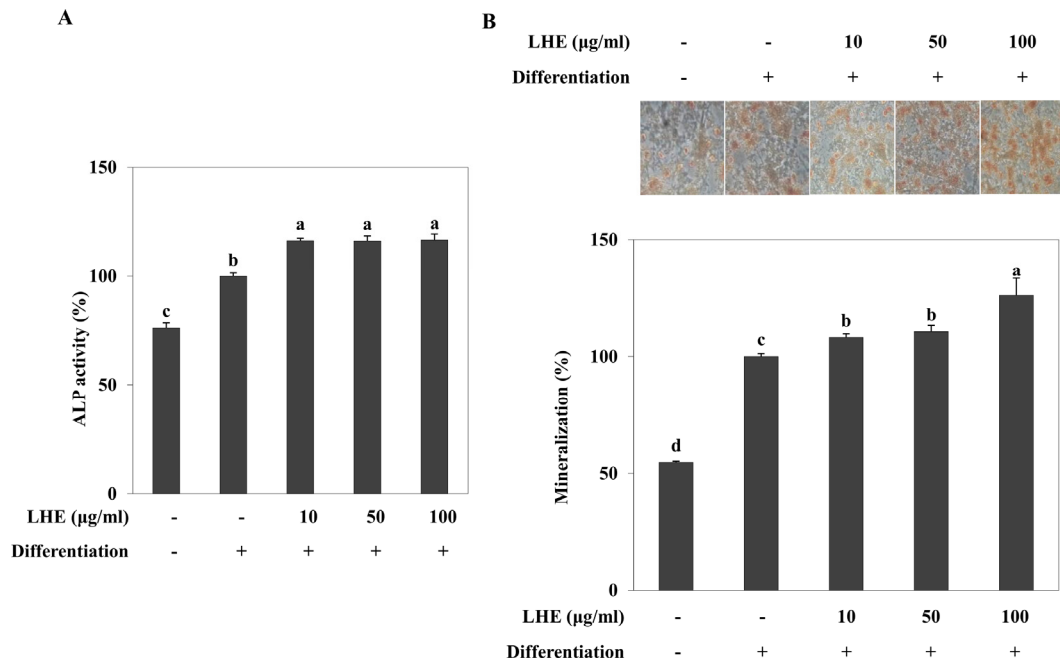 A
150
100
50
0
ALP activity (%)
c
b
a
a
a
LHE (µg/ml) - - 10 50 100
Differentiation - + + + +
B
LHE (µg/ml) - - 10 50 100
Differentiation - + + + +
150
100
50
0
Mineralization (%)
d
c
b
b
a
LHE (µg/ml) - - 10 50 100
Differentiation - + + + +